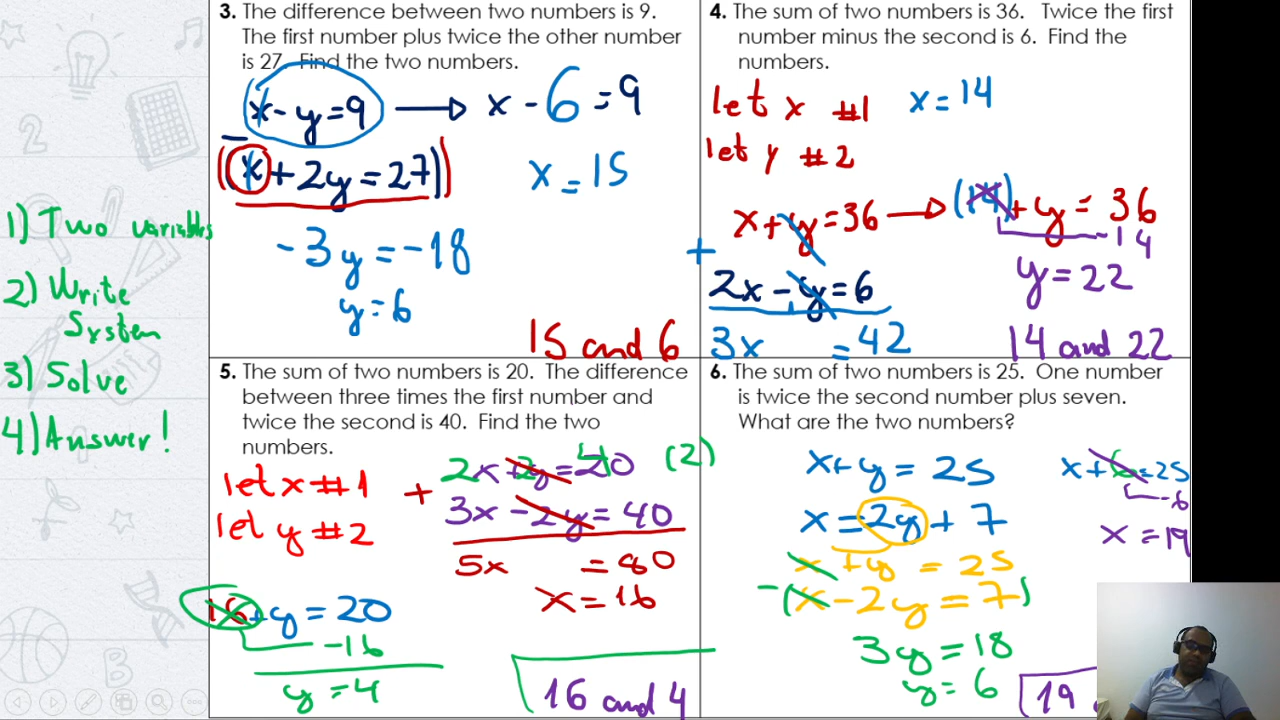 1) Two variables
2) Write
System
3) Solve
4) Answer!
3. The difference between two numbers is 9.
The first number plus twice the other number
is 27. Find the two numbers.
x - y = 9 → x - 6 = 9
- (x + 2y = 27)
x = 15
-3y = -18
y = 6
15 and 6
4. The sum of two numbers is 36. Twice the first
number minus the second is 6. Find the
numbers.
let x #1
x = 14
let y #2
x + y = 36 → (14) + y = 36
-14
+ 2x - y = 6
y = 22
3x = 42
14 and 22
5. The sum of two numbers is 20. The difference
between three times the first number and
twice the second is 40. Find the two
numbers.
let x #1
let y #2
2x + 2y = 40 (2)
+ 3x - 2y = 40
5x = 80
x = 16
16 + y = 20
-16
y = 4
16 and 4
6. The sum of two numbers is 25. One number
is twice the second number plus seven.
What are the two numbers?
x + y = 25
x + 6 = 25
-6
x = 2y + 7
x = 19
x + y = 25
- (x - 2y = 7)
3y = 18
y = 6
19